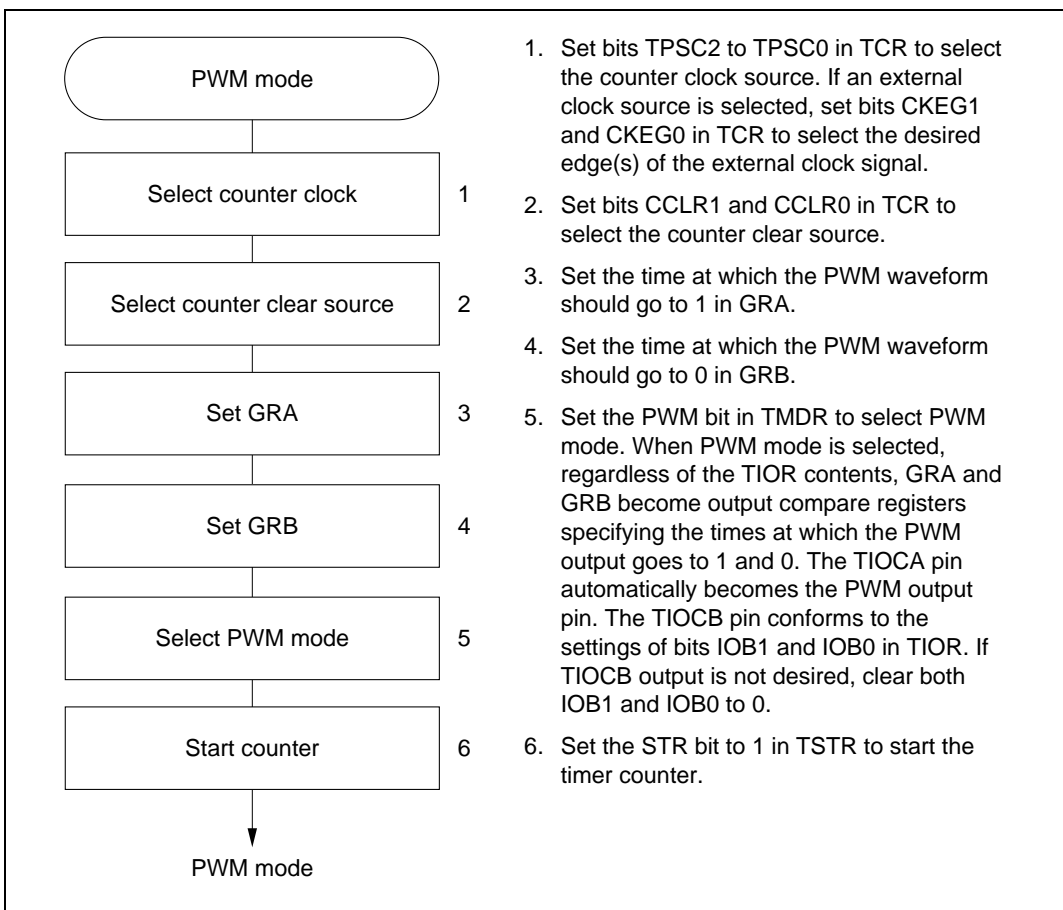 PWM mode
Select counter clock
1
Select counter clear source
2
Set GRA
3
Set GRB
4
Select PWM mode
5
Start counter
6
PWM mode
1. Set bits TPSC2 to TPSC0 in TCR to select
the counter clock source. If an external
clock source is selected, set bits CKEG1
and CKEG0 in TCR to select the desired
edge(s) of the external clock signal.
2. Set bits CCLR1 and CCLR0 in TCR to
select the counter clear source.
3. Set the time at which the PWM waveform
should go to 1 in GRA.
4. Set the time at which the PWM waveform
should go to 0 in GRB.
5. Set the PWM bit in TMDR to select PWM
mode. When PWM mode is selected,
regardless of the TIOR contents, GRA and
GRB become output compare registers
specifying the times at which the PWM
output goes to 1 and 0. The TIOCA pin
automatically becomes the PWM output
pin. The TIOCB pin conforms to the
settings of bits IOB1 and IOB0 in TIOR. If
TIOCB output is not desired, clear both
IOB1 and IOB0 to 0.
6. Set the STR bit to 1 in TSTR to start the
timer counter.